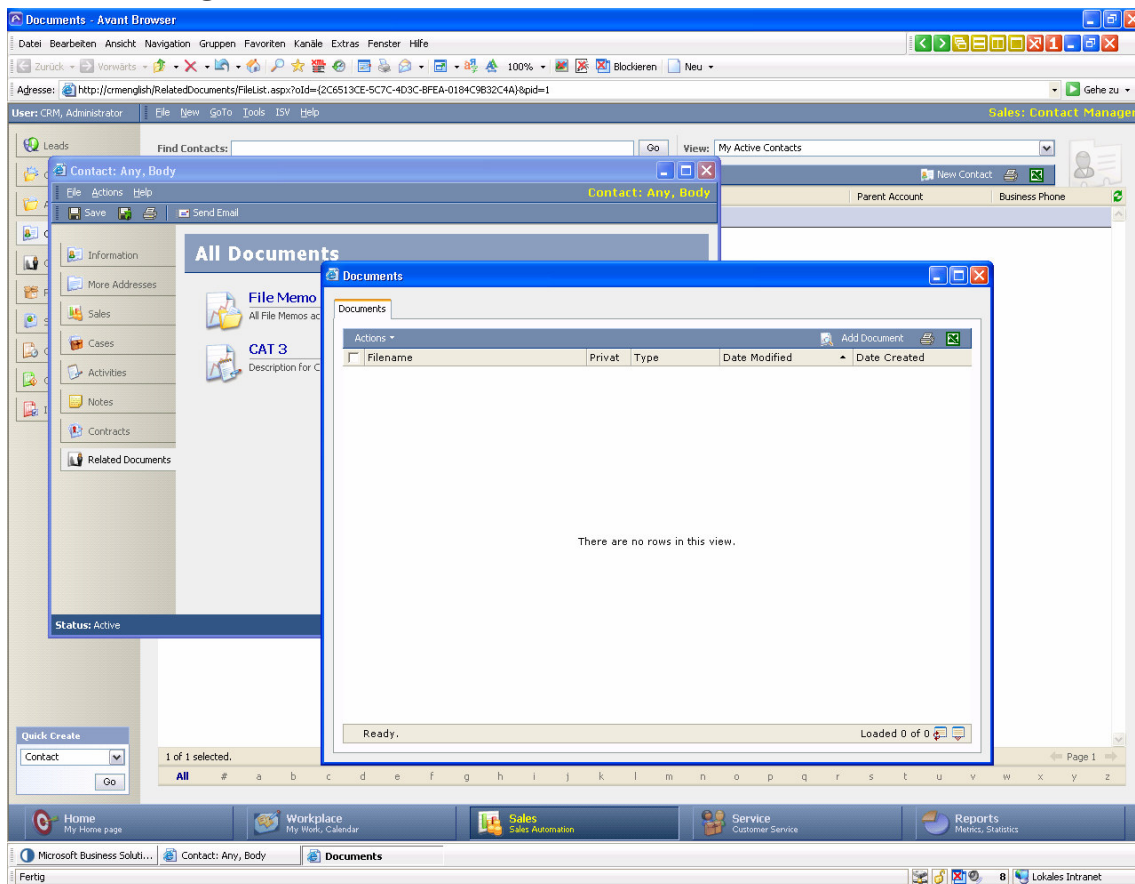 Documents - Avant Browser
Datei Bearbeiten Ansicht Navigation Gruppen Favoriten Kanäle Extras Fenster Hilfe
Zurück Vorwärts 100% Blockieren Neu
Adresse: http://crmenglish/RelatedDocuments/FileList.aspx?oId={2C6513CE-5C7C-4D3C-BFEA-0184C9B32C4A}&pid=1 Gehe zu
User: CRM, Administrator File New GoTo Tools ISV Help Sales: Contact Manager
Leads Find Contacts: Go View: My Active Contacts
Contact: Any, Body New Contact
File Actions Help Contact: Any, Body Parent Account Business Phone
Save Send Email
Information All Documents
Documents
More Addresses File Memo Documents
Sales All File Memos ac
Actions Add Document
Cases CAT 3 Filename Privat Type Date Modified Date Created
Activities Description for C
Notes
Contracts
Related Documents
There are no rows in this view.
Status: Active
Ready. Loaded 0 of 0
Quick Create
Contact 1 of 1 selected. Page 1
Go All # a b c d e f g h i j k l m n o p q r s t u v w x y z
Home Workplace Sales Service Reports
My Home page My Work, Calendar Sales Automation Customer Service Metrics, Statistics
Microsoft Business Soluti... Contact: Any, Body Documents
Fertig 8 Lokales Intranet